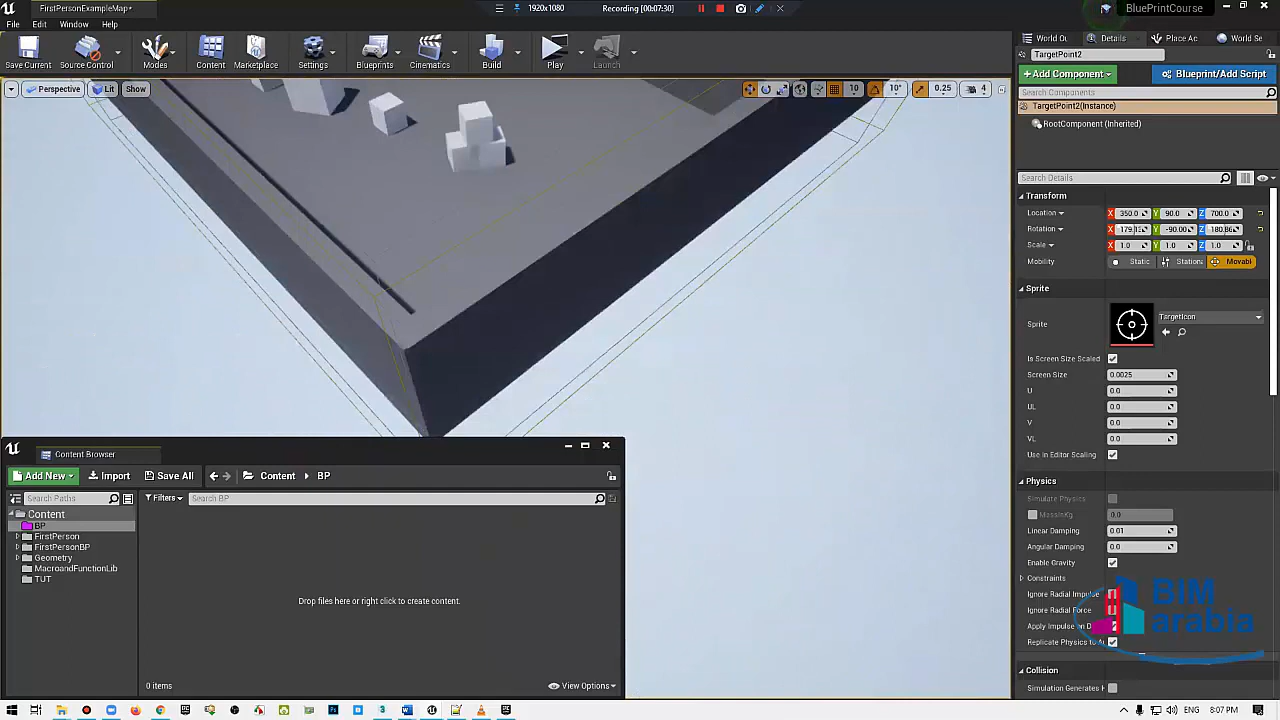 FirstPersonExampleMap*
1920x1080
Recording [00:07:30]
BluePrintCourse
File Edit Window Help
Save Current
Source Control
Modes
Content
Marketplace
Settings
Blueprints
Cinematics
Build
Play
Launch
World Ou
Details
Place Ac
World Se
TargetPoint2
Add Component
Blueprint/Add Script
Search Components
TargetPoint2(Instance)
RootComponent (Inherited)
Perspective
Lit
Show
10
10°
0.25
4
Search Details
Transform
Location X 350.0 Y 90.0 Z 700.0
Rotation X Y -90.00 Z
Scale X 1.0 Y 1.0 Z 1.0
Mobility Static Station Movabl
Sprite
Sprite TargetIcon
Is Screen Size Scaled
Screen Size 0.0025
U 0.0
UL 0.0
V 0.0
VL 0.0
Use in Editor Scaling
Physics
Simulate Physics
MassInKg 0.0
Linear Damping 0.01
Angular Damping 0.0
Enable Gravity
Constraints
Ignore Radial Impulse
Ignore Radial Force
Apply Impulse on D
Replicate Physics to A
Collision
Simulation Generates H
BIM
arabia
Content Browser
Add New
Import
Save All
Content
BP
Search Paths
Filters
Search BP
Content
BP
FirstPerson
FirstPersonBP
Geometry
MacroandFunctionLib
TUT
Drop files here or right click to create content.
0 items
View Options
8:07 PM